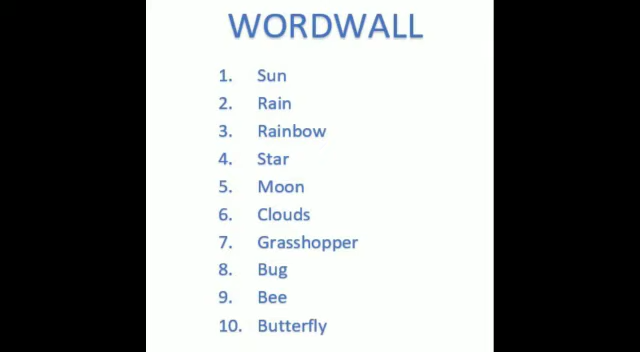 WORDWALL
1. Sun
2. Rain
3. Rainbow
4. Star
5. Moon
6. Clouds
7. Grasshopper
8. Bug
9. Bee
10. Butterfly